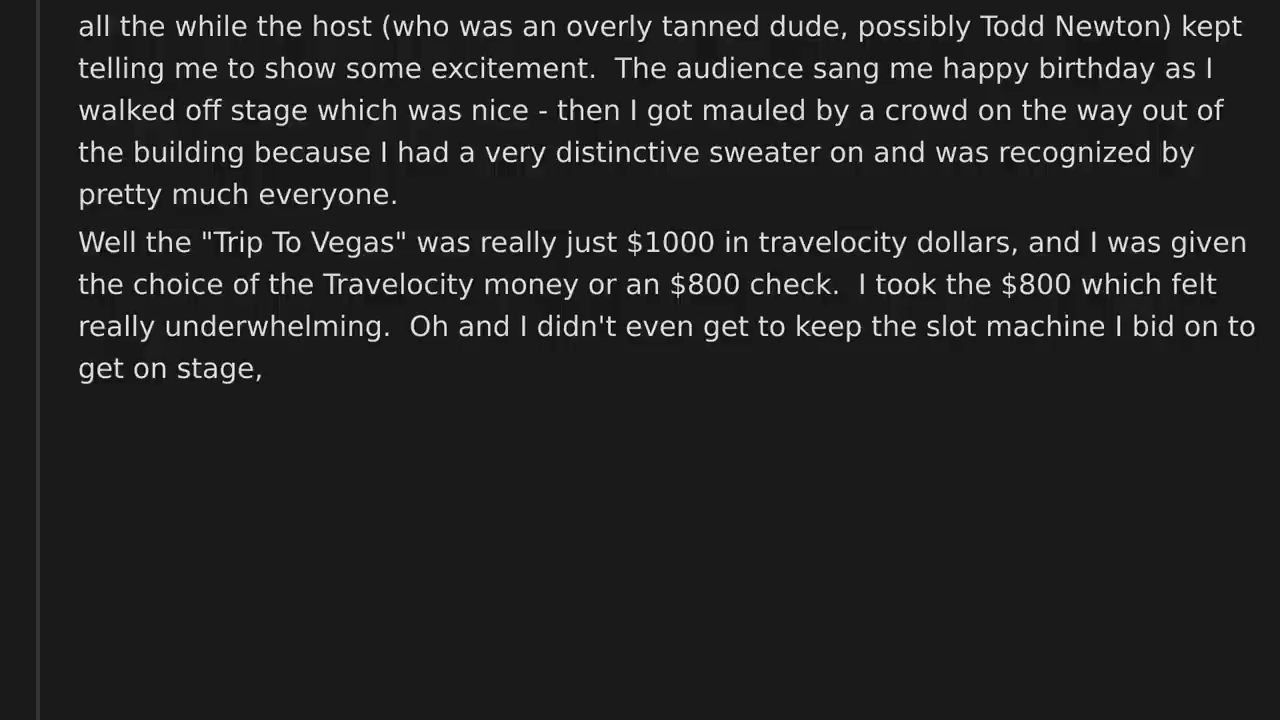 all the while the host (who was an overly tanned dude, possibly Todd Newton) kept
telling me to show some excitement.  The audience sang me happy birthday as I
walked off stage which was nice - then I got mauled by a crowd on the way out of
the building because I had a very distinctive sweater on and was recognized by
pretty much everyone.
Well the "Trip To Vegas" was really just $1000 in travelocity dollars, and I was given
the choice of the Travelocity money or an $800 check.  I took the $800 which felt
really underwhelming.  Oh and I didn't even get to keep the slot machine I bid on to
get on stage,